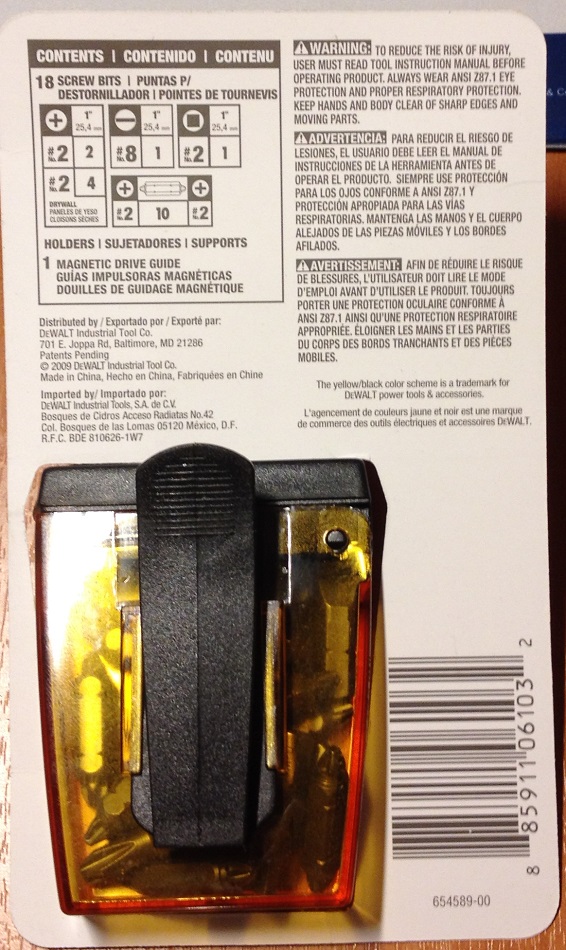 CONTENTS | CONTENIDO | CONTENU
18 SCREW BITS | PUNTAS P/
DESTORNILLADOR | POINTES DE TOURNEVIS
1" 25,4 mm
1" 25,4 mm
1" 25,4 mm
#2 No. 2
#8 No. 1
#2 No. 1
#2 No. 4
DRYWALL
PANELES DE YESO
CLOISONS SÈCHES
#2 No. 10 #2 No.
HOLDERS | SUJETADORES | SUPPORTS
1 MAGNETIC DRIVE GUIDE
GUÍAS IMPULSORAS MAGNÉTICAS
DOUILLES DE GUIDAGE MAGNÉTIQUE
Distributed by / Exportado por / Exporté par:
DEWALT Industrial Tool Co.
701 E. Joppa Rd, Baltimore, MD 21286
Patents Pending
© 2009 DEWALT Industrial Tool Co.
Made in China, Hecho en China, Fabriquées en Chine
Imported by/ Importado por:
DEWALT Industrial Tools, S.A. de C.V.
Bosques de Cidros Acceso Radiatas No.42
Col. Bosques de las Lomas 05120 México, D.F.
R.F.C. BDE 810626-1W7
WARNING: TO REDUCE THE RISK OF INJURY,
USER MUST READ TOOL INSTRUCTION MANUAL BEFORE
OPERATING PRODUCT. ALWAYS WEAR ANSI Z87.1 EYE
PROTECTION AND PROPER RESPIRATORY PROTECTION.
KEEP HANDS AND BODY CLEAR OF SHARP EDGES AND
MOVING PARTS.
ADVERTENCIA: PARA REDUCIR EL RIESGO DE
LESIONES, EL USUARIO DEBE LEER EL MANUAL DE
INSTRUCCIONES DE LA HERRAMIENTA ANTES DE
OPERAR EL PRODUCTO. SIEMPRE USE PROTECCIÓN
PARA LOS OJOS CONFORME A ANSI Z87.1 Y
PROTECCIÓN APROPIADA PARA LAS VÍAS
RESPIRATORIAS. MANTENGA LAS MANOS Y EL CUERPO
ALEJADOS DE LAS PIEZAS MÓVILES Y LOS BORDES
AFILADOS.
AVERTISSEMENT: AFIN DE RÉDUIRE LE RISQUE
DE BLESSURES, L'UTILISATEUR DOIT LIRE LE MODE
D'EMPLOI AVANT D'UTILISER LE PRODUIT. TOUJOURS
PORTER UNE PROTECTION OCULAIRE CONFORME À
ANSI Z87.1 AINSI QU'UNE PROTECTION RESPIRATOIRE
APPROPRIÉE. ÉLOIGNER LES MAINS ET LES PARTIES
DU CORPS DES BORDS TRANCHANTS ET DES PIÈCES
MOBILES.
The yellow/black color scheme is a trademark for
DEWALT power tools & accessories.
L'agencement de couleurs jaune et noir est une marque
de commerce des outils électriques et accessoires DEWALT.
8 85911 06103 2
654589-00